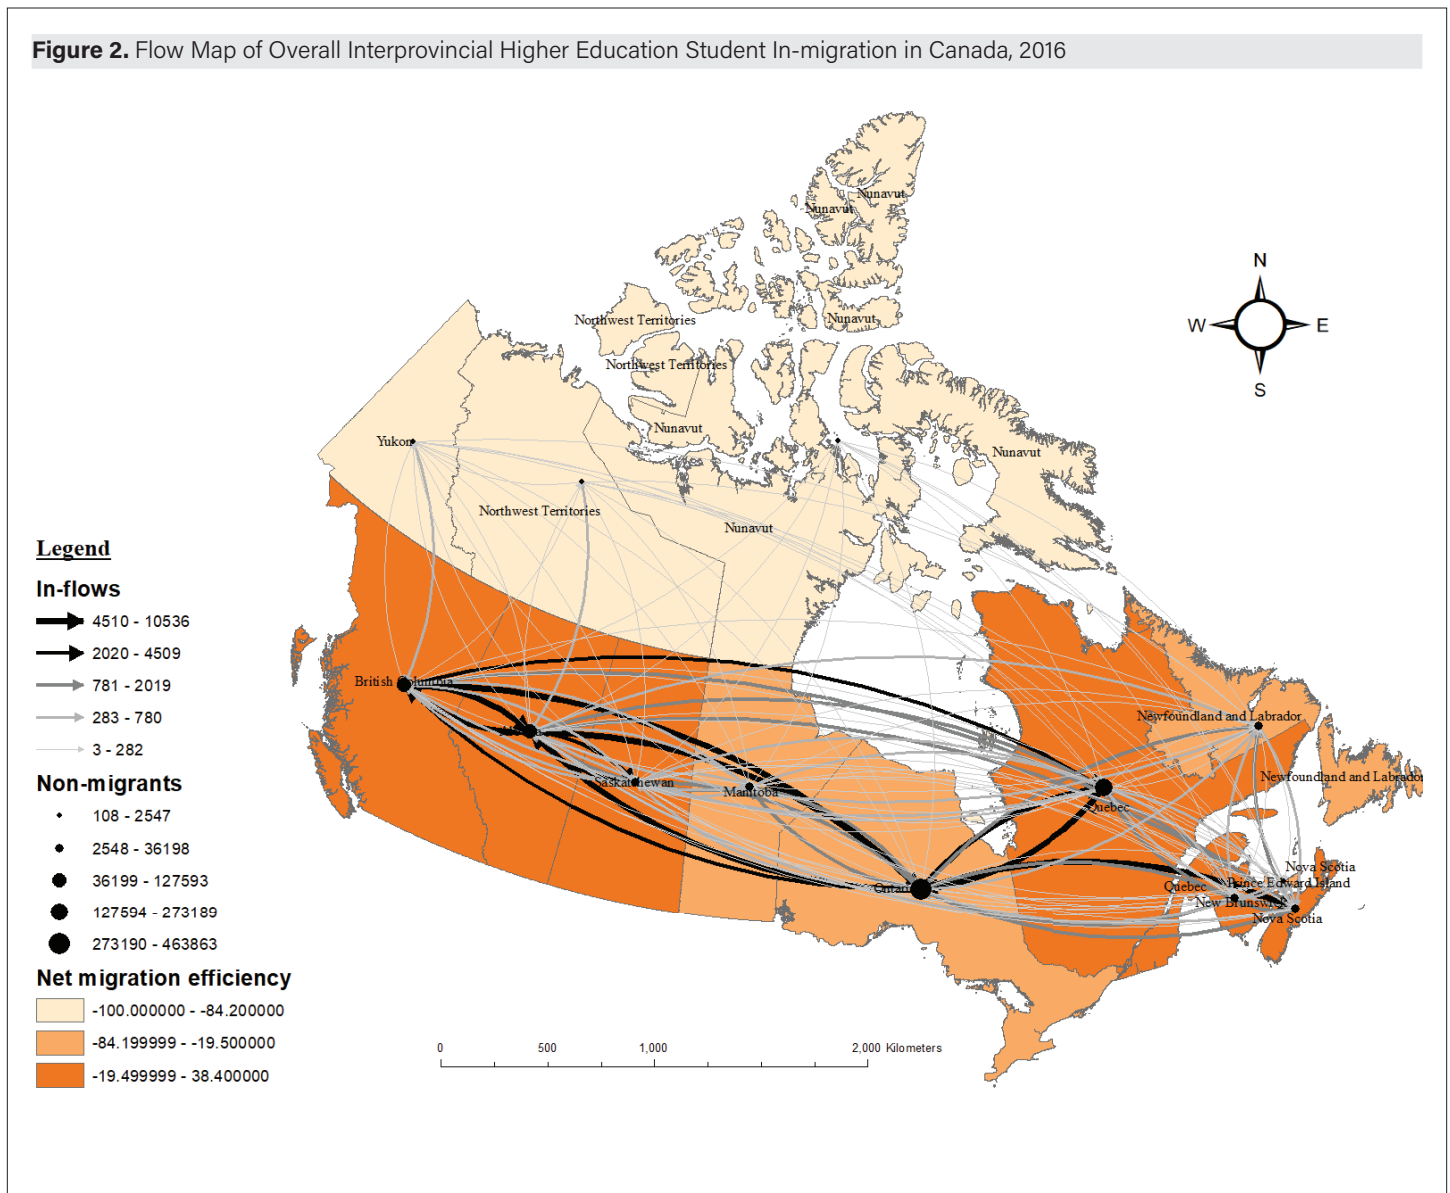 Figure 2. Flow Map of Overall Interprovincial Higher Education Student In-migration in Canada, 2016
Nunavut
Nunavut
N
Northwest Territories
Nunavut
W
E
Northwest Territories
S
Nunavut
Yukon
Nunavut
Northwest Territories
Nunavut
Legend
In-flows
4510 - 10536
2020 - 4509
781 - 2019
283 - 780
3 - 282
Non-migrants
108 - 2547
2548 - 36198
36199 - 127593
127594 - 273189
273190 - 463863
Net migration efficiency
-100.000000 - -84.200000
-84.199999 - -19.500000
-19.499999 - 38.400000
British Columbia
Newfoundland and Labrador
Saskatchewan
Manitoba
Newfoundland and Labrador
Quebec
Ontario
Nova Scotia
Quebec
Prince Edward Island
New Brunswick
Nova Scotia
0 500 1,000 2,000 Kilometers